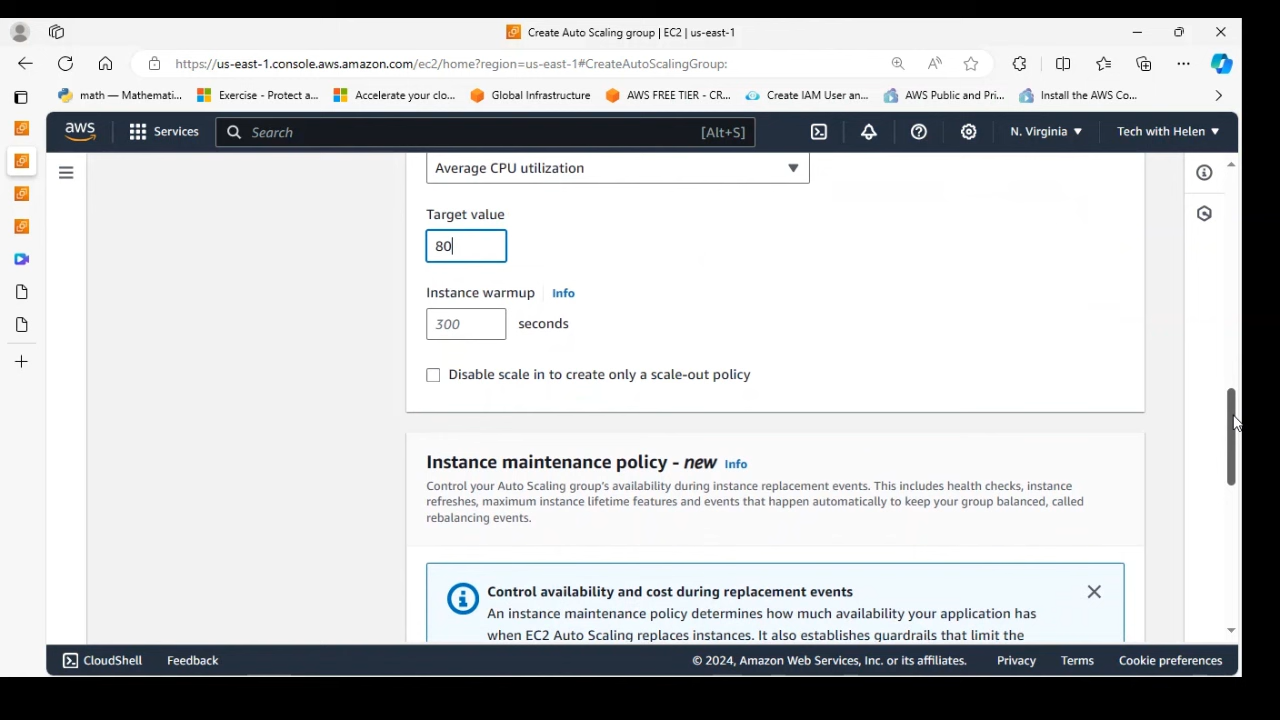 Create Auto Scaling group | EC2 | us-east-1
https://us-east-1.console.aws.amazon.com/ec2/home?region=us-east-1#CreateAutoScalingGroup:
math — Mathemati... Exercise - Protect a... Accelerate your clo... Global Infrastructure AWS FREE TIER - CR... Create IAM User an... AWS Public and Pri... Install the AWS Co...
aws Services Search [Alt+S] N. Virginia Tech with Helen
Average CPU utilization
Target value
80
Instance warmup Info
300 seconds
Disable scale in to create only a scale-out policy
Instance maintenance policy - new Info
Control your Auto Scaling group's availability during instance replacement events. This includes health checks, instance
refreshes, maximum instance lifetime features and events that happen automatically to keep your group balanced, called
rebalancing events.
Control availability and cost during replacement events
An instance maintenance policy determines how much availability your application has
when EC2 Auto Scaling replaces instances. It also establishes guardrails that limit the
CloudShell Feedback © 2024, Amazon Web Services, Inc. or its affiliates. Privacy Terms Cookie preferences